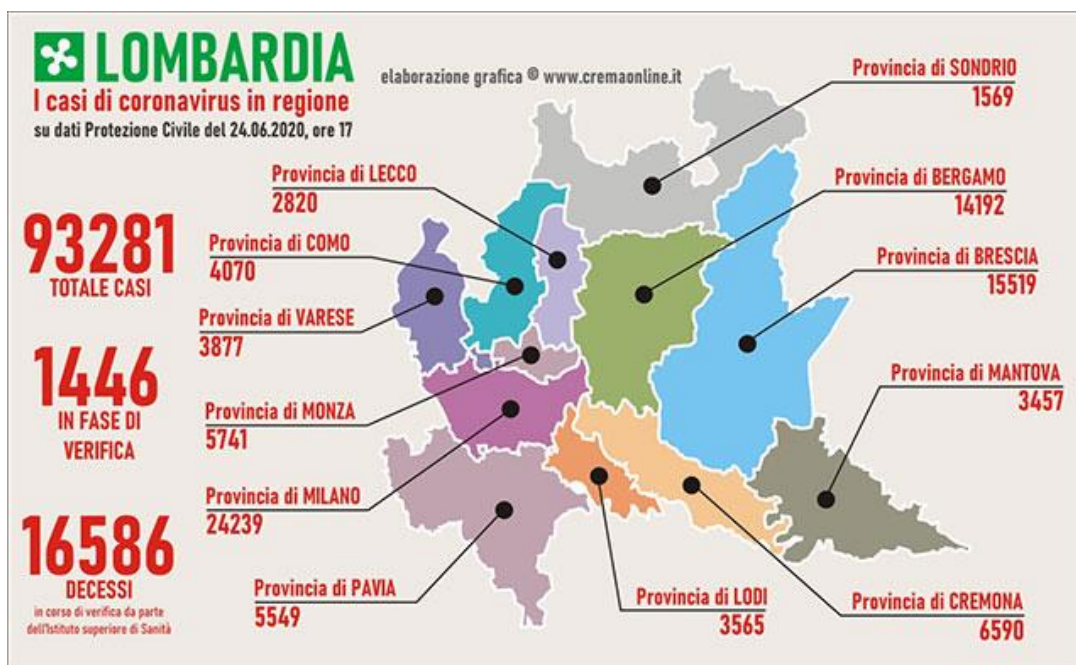 LOMBARDIA
I casi di coronavirus in regione
su dati Protezione Civile del 24.06.2020, ore 17
elaborazione grafica © www.cremaonline.it
93281
TOTALE CASI
1446
IN FASE DI
VERIFICA
16586
DECESSI
in corso di verifica da parte
dell'Istituto superiore di Sanità
Provincia di LECCO
2820
Provincia di COMO
4070
Provincia di VARESE
3877
Provincia di MONZA
5741
Provincia di MILANO
24239
Provincia di PAVIA
5549
Provincia di SONDRIO
1569
Provincia di BERGAMO
14192
Provincia di BRESCIA
15519
Provincia di MANTOVA
3457
Provincia di LODI
3565
Provincia di CREMONA
6590